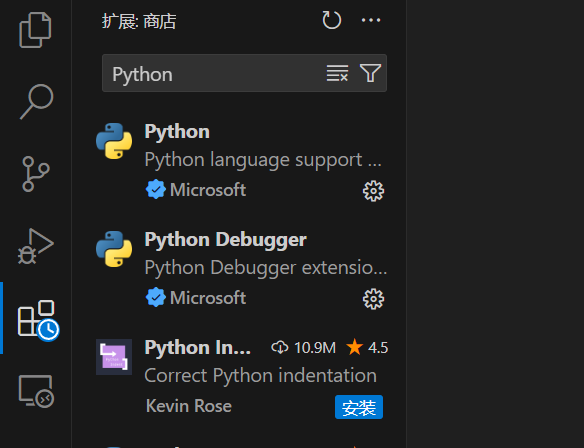 扩展: 商店
Python
Python
Python language support ...
Microsoft
Python Debugger
Python Debugger extensio...
Microsoft
Python In... 10.9M 4.5
Correct Python indentation
Kevin Rose 安装